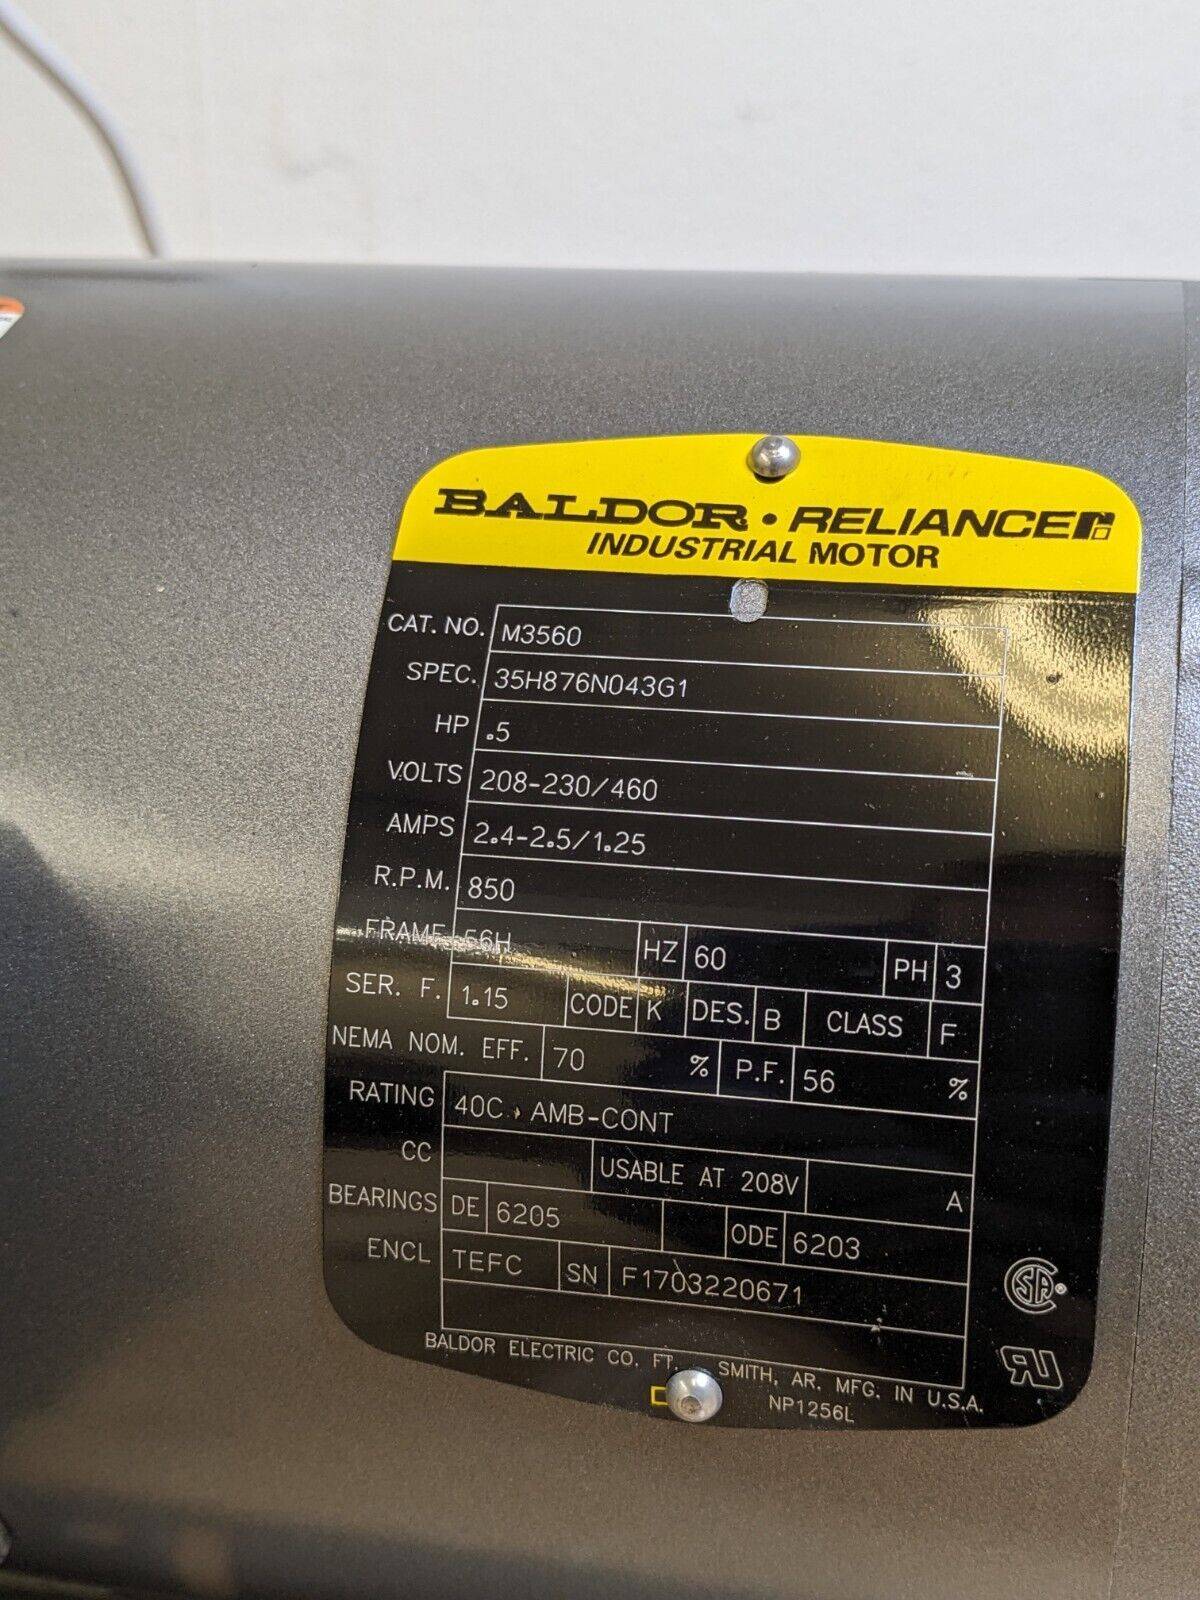 BALDOR • RELIANCE
INDUSTRIAL MOTOR
CAT. NO. M3560
SPEC. 35H876N043G1
HP .5
VOLTS 208-230/460
AMPS 2.4-2.5/1.25
R.P.M. 850
FRAME 56H HZ 60 PH 3
SER. F. 1.15 CODE K DES. B CLASS F
NEMA NOM. EFF. 70 % P.F. 56 %
RATING 40C AMB-CONT
CC USABLE AT 208V A
BEARINGS DE 6205 ODE 6203
ENCL TEFC SN F1703220671
BALDOR ELECTRIC CO. FT. SMITH, AR. MFG. IN U.S.A.
NP1256L